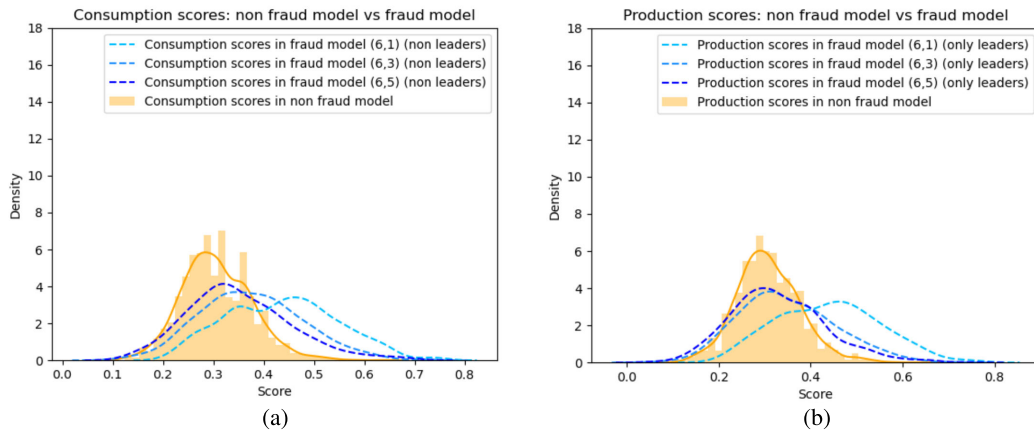 Consumption scores: non fraud model vs fraud model
18
16
14
12
10
8
6
4
2
0
Density
Consumption scores in fraud model (6,1) (non leaders)
Consumption scores in fraud model (6,3) (non leaders)
Consumption scores in fraud model (6,5) (non leaders)
Consumption scores in non fraud model
0.0 0.1 0.2 0.3 0.4 0.5 0.6 0.7 0.8
Score
(a)
Production scores: non fraud model vs fraud model
18
16
14
12
10
8
6
4
2
0
Density
Production scores in fraud model (6,1) (only leaders)
Production scores in fraud model (6,3) (only leaders)
Production scores in fraud model (6,5) (only leaders)
Production scores in non fraud model
0.0 0.2 0.4 0.6 0.8
Score
(b)